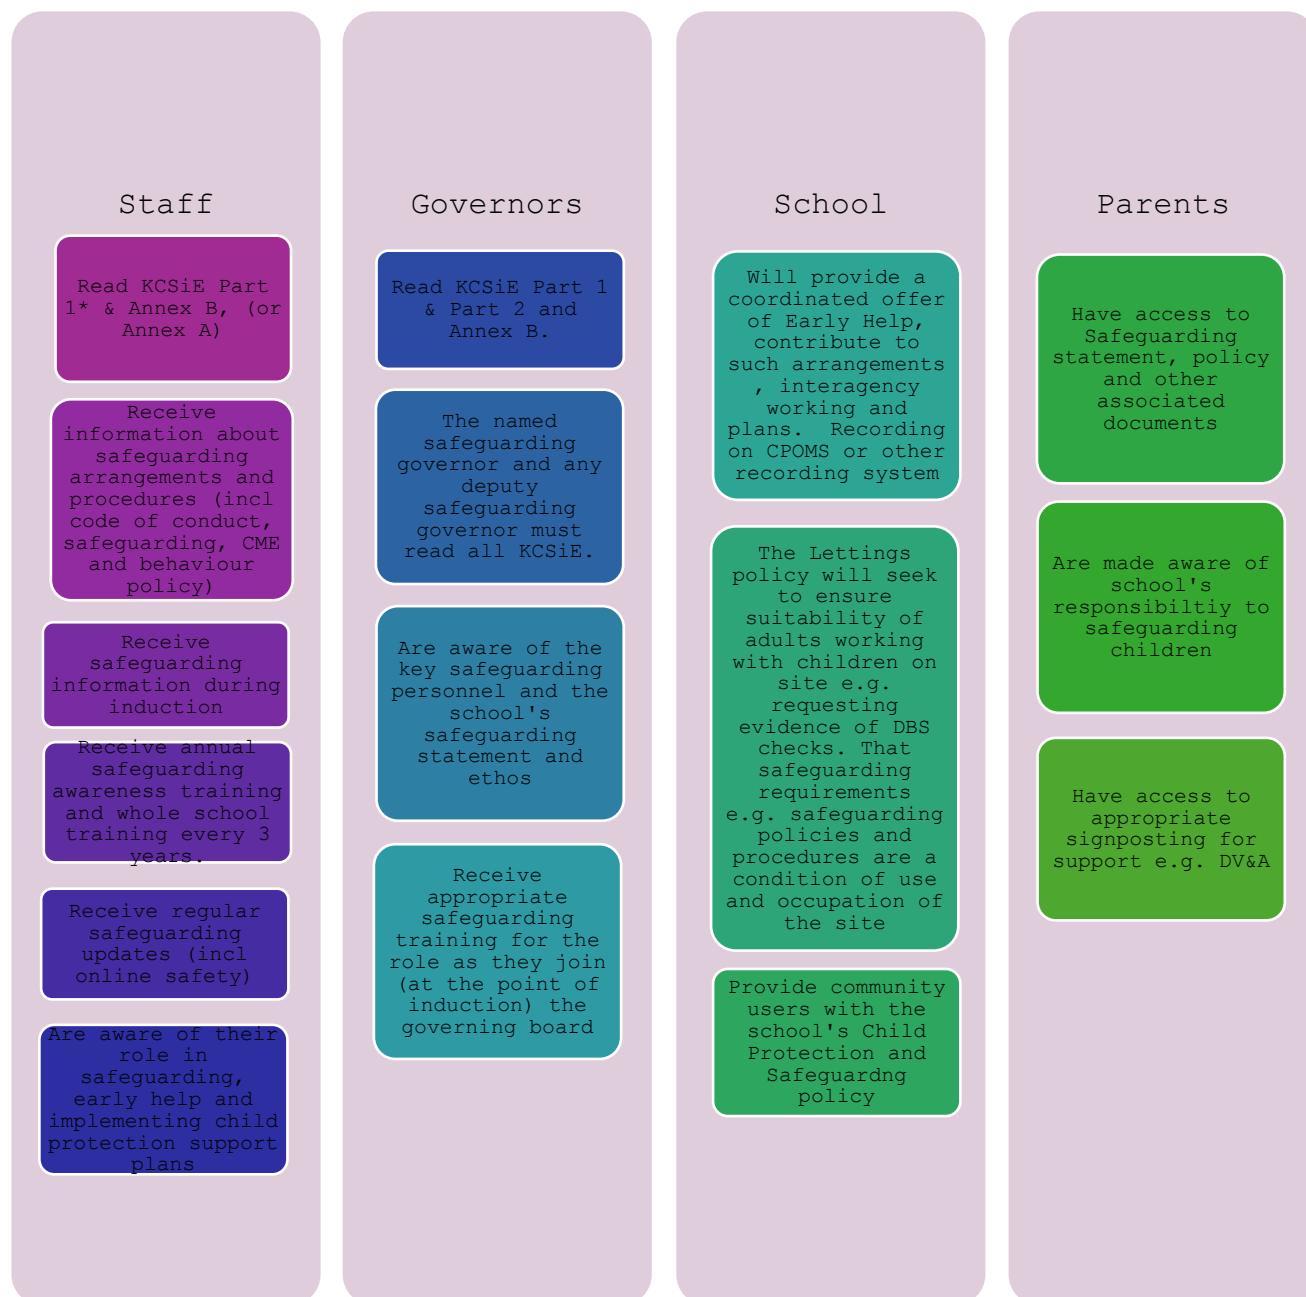 Staff
Read KCSiE Part
1* & Annex B, (or
Annex A)
Receive
information about
safeguarding
arrangements and
procedures (incl
code of conduct,
safeguarding, CME
and behaviour
policy)
Receive
safeguarding
information during
induction
Receive annual
safeguarding
awareness training
and whole school
training every 3
years.
Receive regular
safeguarding
updates (incl
online safety)
Are aware of their
role in
safeguarding,
early help and
implementing child
protection support
plans
Governors
Read KCSiE Part 1
& Part 2 and
Annex B.
The named
safeguarding
governor and any
deputy
safeguarding
governor must
read all KCSiE.
Are aware of the
key safeguarding
personnel and the
school's
safeguarding
statement and
ethos
Receive
appropriate
safeguarding
training for the
role as they join
(at the point of
induction) the
governing board
School
Will provide a
coordinated offer
of Early Help,
contribute to
such arrangements
, interagency
working and
plans. Recording
on CPOMS or other
recording system
The Lettings
policy will seek
to ensure
suitability of
adults working
with children on
site e.g.
requesting
evidence of DBS
checks. That
safeguarding
requirements
e.g. safeguarding
policies and
procedures are a
condition of use
and occupation of
the site
Provide community
users with the
school's Child
Protection and
Safeguardng
policy
Parents
Have access to
Safeguarding
statement, policy
and other
associated
documents
Are made aware of
school's
responsibiltiy to
safeguarding
children
Have access to
appropriate
signposting for
support e.g. DV&A